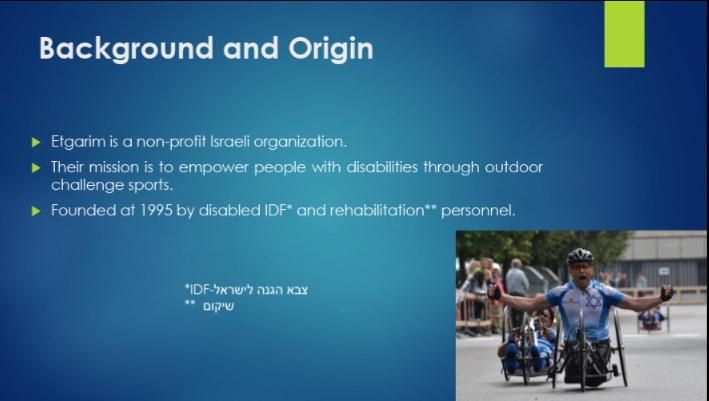 Background and Origin
Etgarim is a non-profit Israeli organization.
Their mission is to empower people with disabilities through outdoor
challenge sports.
Founded at 1995 by disabled IDF* and rehabilitation** personnel.
*IDF-צבא הגנה לישראל
** שיקום